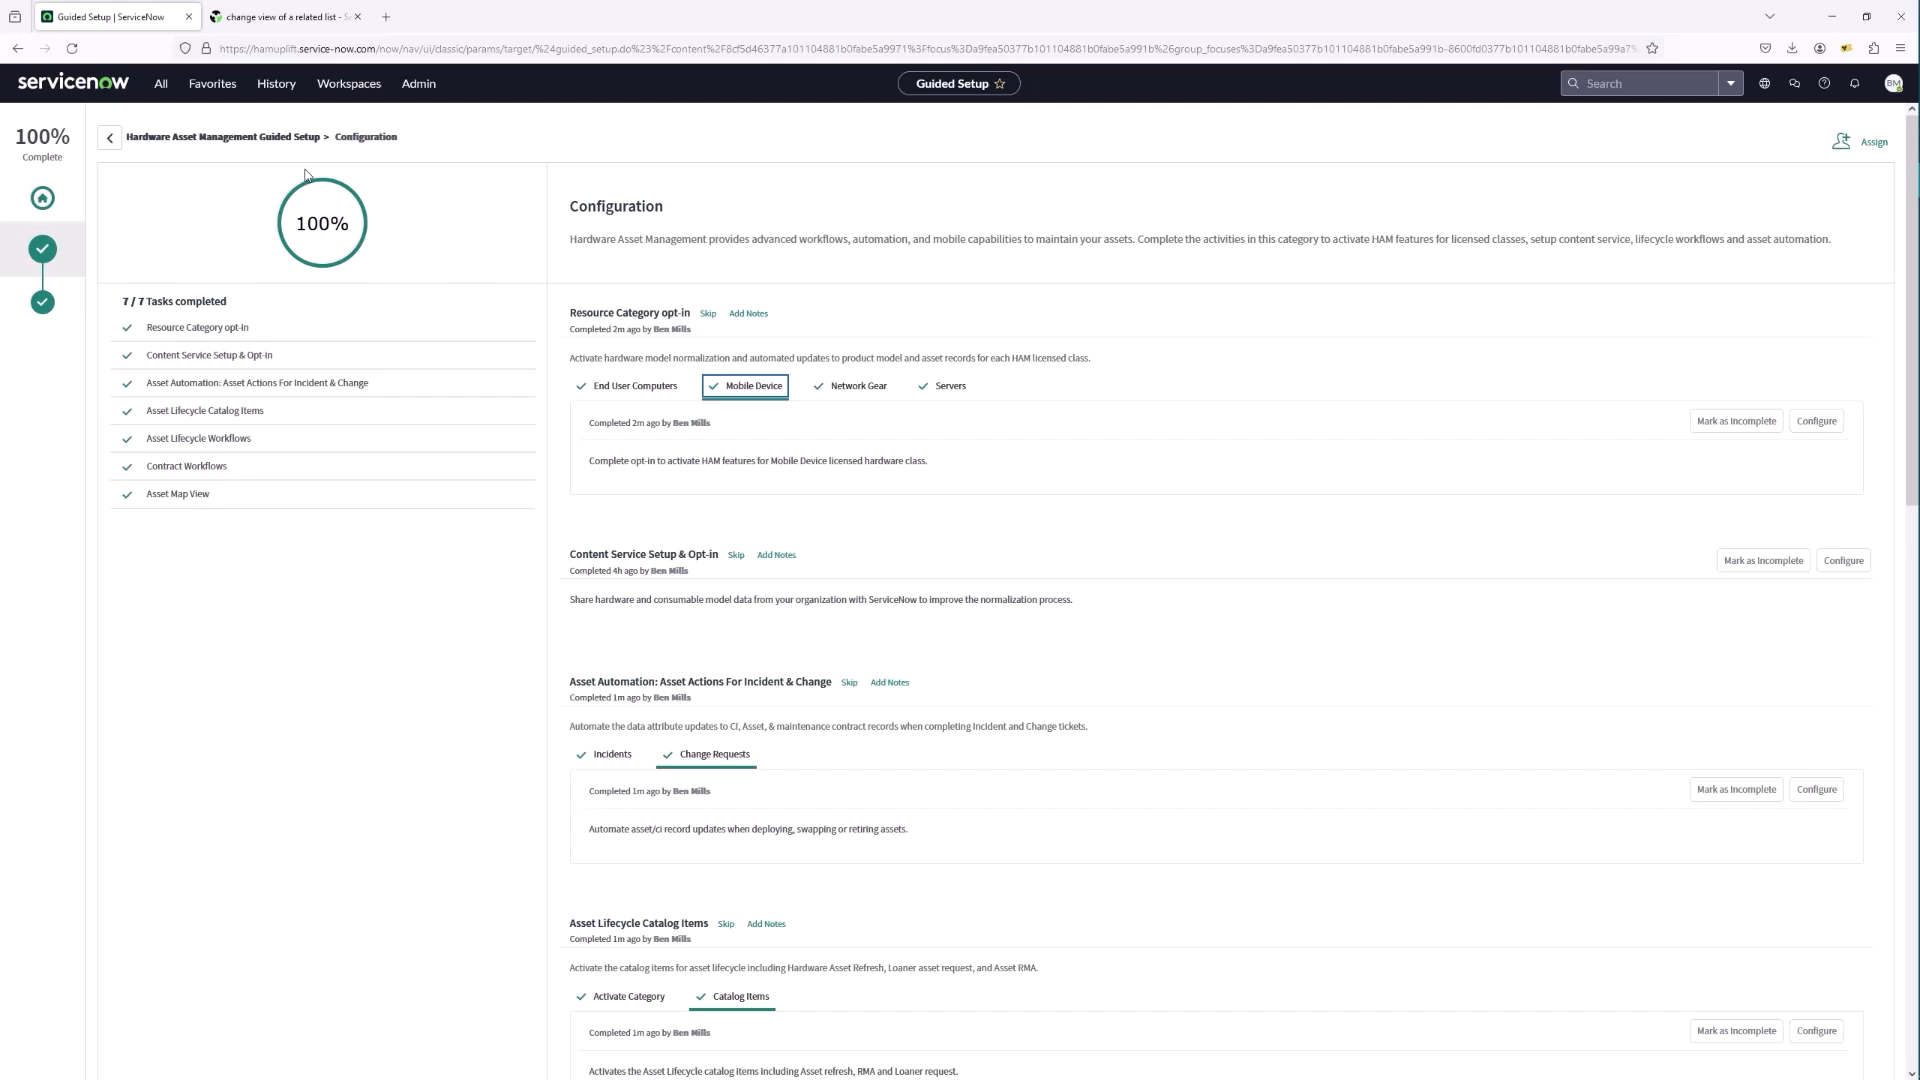 Guided Setup | ServiceNow
change view of a related list - Se
https://hamuplift.service-now.com/now/nav/ui/classic/params/target/%24guided_setup.do%23%2Fcontent%2F8cf5d46377a101104881b0fabe5a9971%3Ffocus%3Da9fea50377b101104881b0fabe5a991b%26group_focuses%3Da9fea50377b101104881b0fabe5a991b-8600fd0377b101104881b0fabe5a99a7%
servicenow
All
Favorites
History
Workspaces
Admin
Guided Setup
Search
BM
100%
Complete
Hardware Asset Management Guided Setup > Configuration
Assign
100%
7 / 7 Tasks completed
Resource Category opt-in
Content Service Setup & Opt-in
Asset Automation: Asset Actions For Incident & Change
Asset Lifecycle Catalog Items
Asset Lifecycle Workflows
Contract Workflows
Asset Map View
Configuration
Hardware Asset Management provides advanced workflows, automation, and mobile capabilities to maintain your assets. Complete the activities in this category to activate HAM features for licensed classes, setup content service, lifecycle workflows and asset automation.
Resource Category opt-in Skip Add Notes
Completed 2m ago by Ben Mills
Activate hardware model normalization and automated updates to product model and asset records for each HAM licensed class.
End User Computers Mobile Device Network Gear Servers
Completed 2m ago by Ben Mills Mark as Incomplete Configure
Complete opt-in to activate HAM features for Mobile Device licensed hardware class.
Content Service Setup & Opt-in Skip Add Notes
Completed 4h ago by Ben Mills
Mark as Incomplete Configure
Share hardware and consumable model data from your organization with ServiceNow to improve the normalization process.
Asset Automation: Asset Actions For Incident & Change Skip Add Notes
Completed 1m ago by Ben Mills
Automate the data attribute updates to CI, Asset, & maintenance contract records when completing Incident and Change tickets.
Incidents Change Requests
Completed 1m ago by Ben Mills Mark as Incomplete Configure
Automate asset/ci record updates when deploying, swapping or retiring assets.
Asset Lifecycle Catalog Items Skip Add Notes
Completed 1m ago by Ben Mills
Activate the catalog items for asset lifecycle including Hardware Asset Refresh, Loaner asset request, and Asset RMA.
Activate Category Catalog Items
Completed 1m ago by Ben Mills Mark as Incomplete Configure
Activates the Asset Lifecycle catalog items including Asset refresh, RMA and Loaner request.